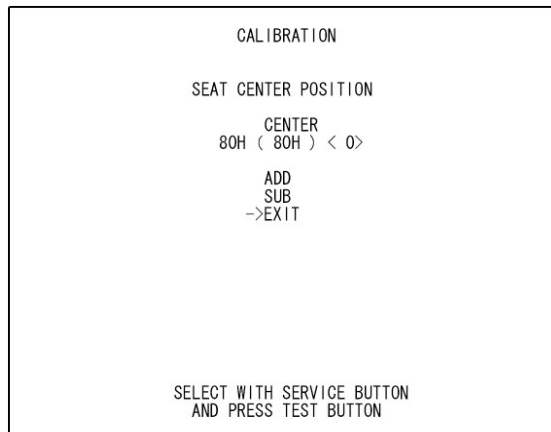 CALIBRATION
SEAT CENTER POSITION
CENTER
80H ( 80H ) < 0>
ADD
SUB
->EXIT
SELECT WITH SERVICE BUTTON
AND PRESS TEST BUTTON